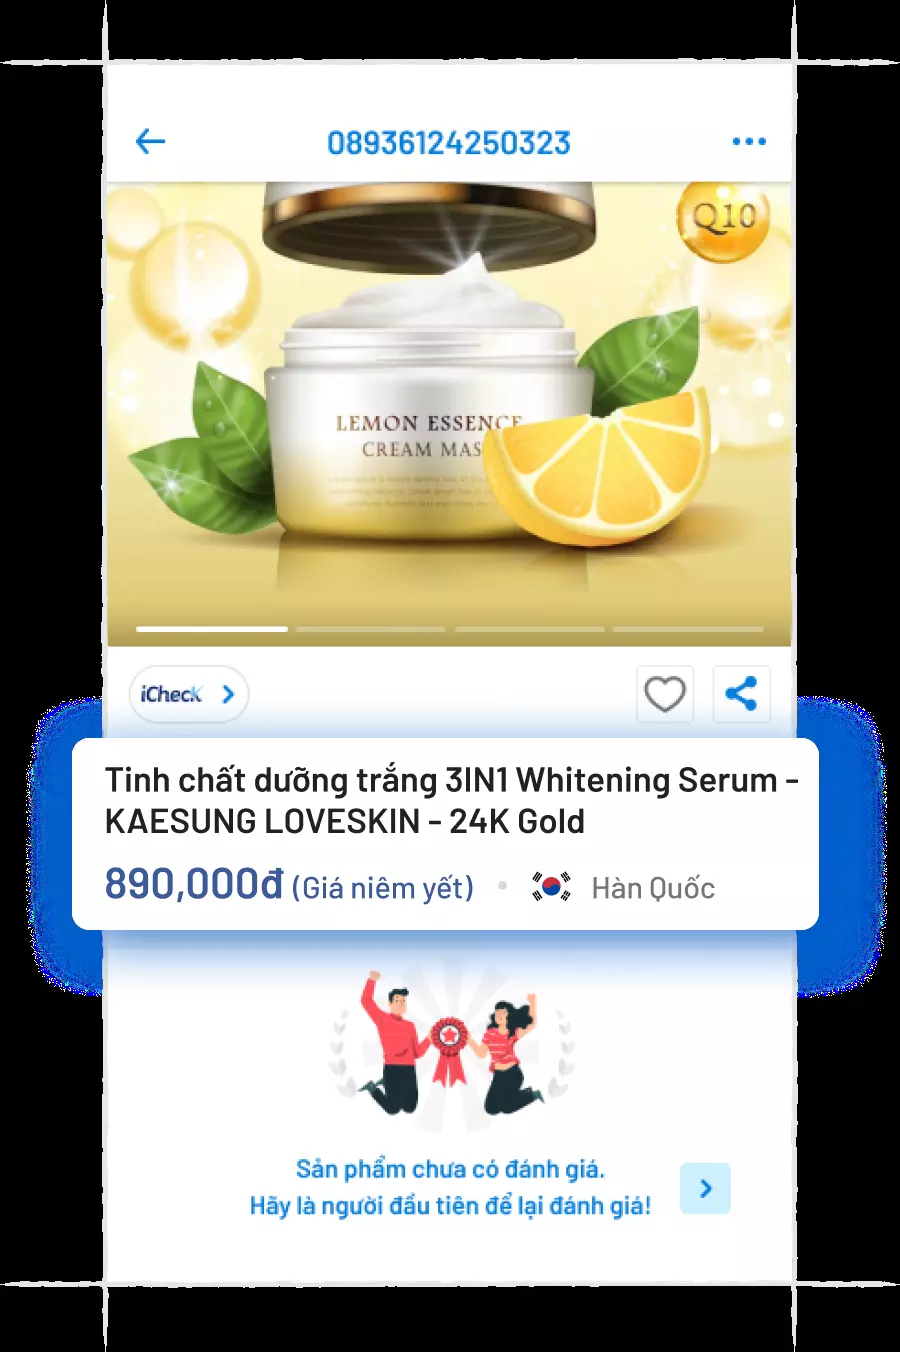 08936124250323
Q10
LEMON ESSENCE
CREAM MAS
iCheck
Tinh chất dưỡng trắng 3IN1 Whitening Serum -
KAESUNG LOVESKIN - 24K Gold
890,000đ (Giá niêm yết) • Hàn Quốc
Sản phẩm chưa có đánh giá.
Hãy là người đầu tiên để lại đánh giá!